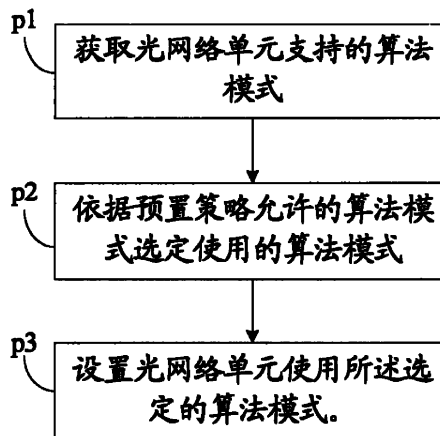 p1
获取光网络单元支持的算法
模式
p2
依据预置策略允许的算法模
式选定使用的算法模式
p3
设置光网络单元使用所述选
定的算法模式。